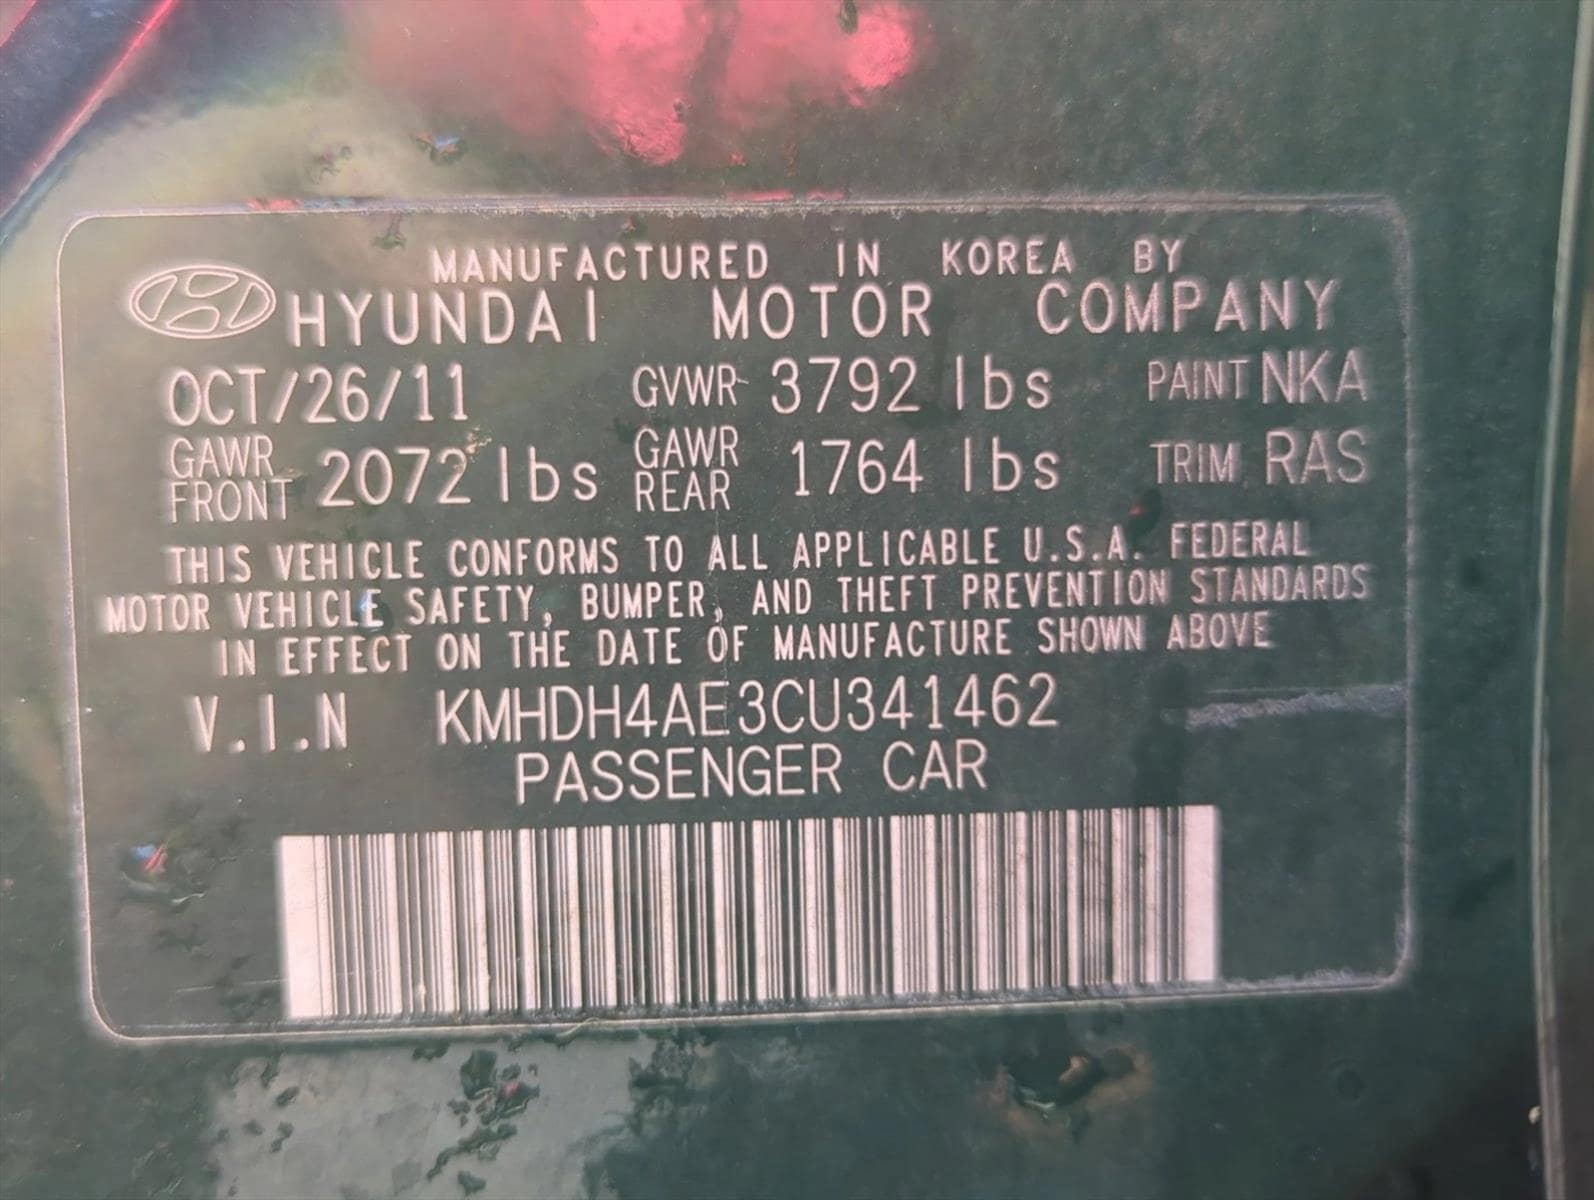 MANUFACTURED IN KOREA BY
HYUNDAI MOTOR COMPANY
OCT/26/11 GVWR 3792 lbs PAINT NKA
GAWR FRONT 2072 lbs GAWR REAR 1764 lbs TRIM RAS
THIS VEHICLE CONFORMS TO ALL APPLICABLE U.S.A. FEDERAL
MOTOR VEHICLE SAFETY, BUMPER, AND THEFT PREVENTION STANDARDS
IN EFFECT ON THE DATE OF MANUFACTURE SHOWN ABOVE
V.I.N KMHDH4AE3CU341462
PASSENGER CAR